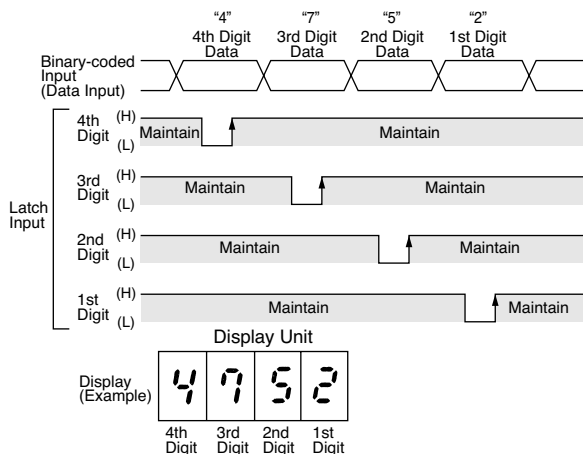 “4” “7” “5” “2”
4th Digit Data 3rd Digit Data 2nd Digit Data 1st Digit Data
Binary-coded Input (Data Input)
Latch Input
4th Digit (H) (L) Maintain Maintain
3rd Digit (H) (L) Maintain Maintain
2nd Digit (H) (L) Maintain Maintain
1st Digit (H) (L) Maintain Maintain
Display Unit
Display (Example) 4 7 5 2
4th Digit 3rd Digit 2nd Digit 1st Digit